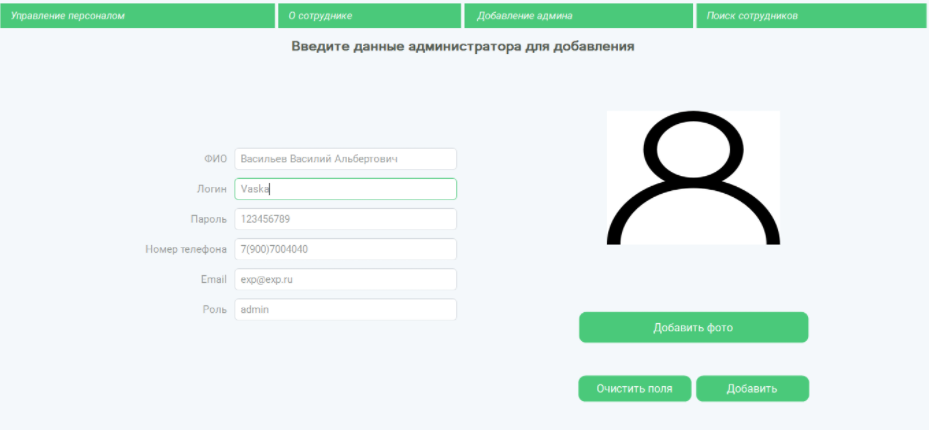 Управление персоналом
О сотруднике
Добавление админа
Поиск сотрудников
Введите данные администратора для добавления
ФИО Васильев Василий Альбергович
Логин Vaska
Пароль 123456789
Номер телефона 7(900)7004040
Email exp@exp.ru
Роль admin
Добавить фото
Очистить поля
Добавить